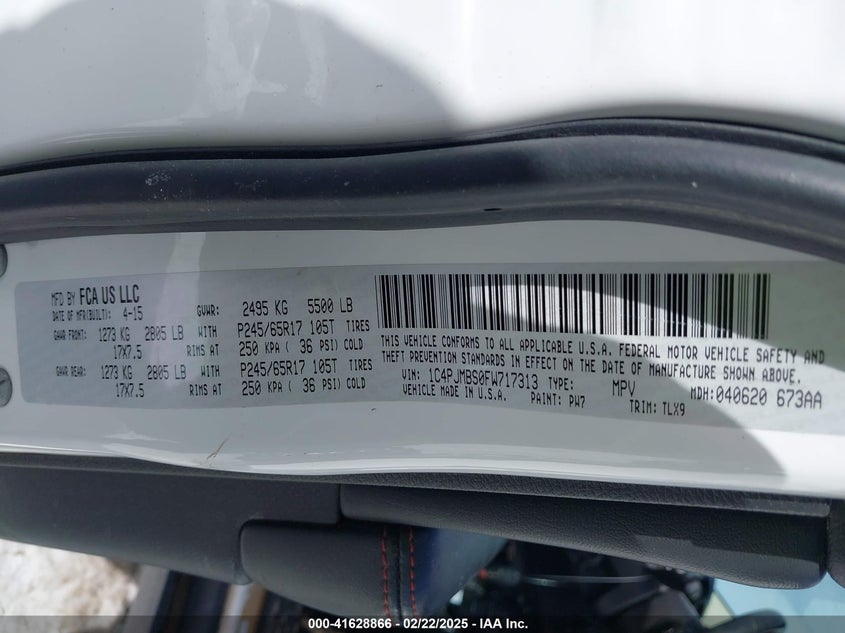 MFD BY FCA US LLC
DATE OF MFR(BUILT): 4-15 GVWR: 2495 KG 5500 LB
GAWR FRONT: 1273 KG 2805 LB WITH P245/65R17 105T TIRES
17X7.5 RIMS AT 250 KPA ( 36 PSI) COLD
GAWR REAR: 1273 KG 2805 LB WITH P245/65R17 105T TIRES
17X7.5 RIMS AT 250 KPA ( 36 PSI) COLD
THIS VEHICLE CONFORMS TO ALL APPLICABLE U.S.A. FEDERAL MOTOR VEHICLE SAFETY AND
THEFT PREVENTION STANDARDS IN EFFECT ON THE DATE OF MANUFACTURE SHOWN ABOVE.
VIN: 1C4PJMBS0FW717313 TYPE: MPV MDH:040620 673AA
MADE IN U.S.A. PAINT: PW7 TRIM: TLX9
000-41628866 - 02/22/2025 - IAA Inc.